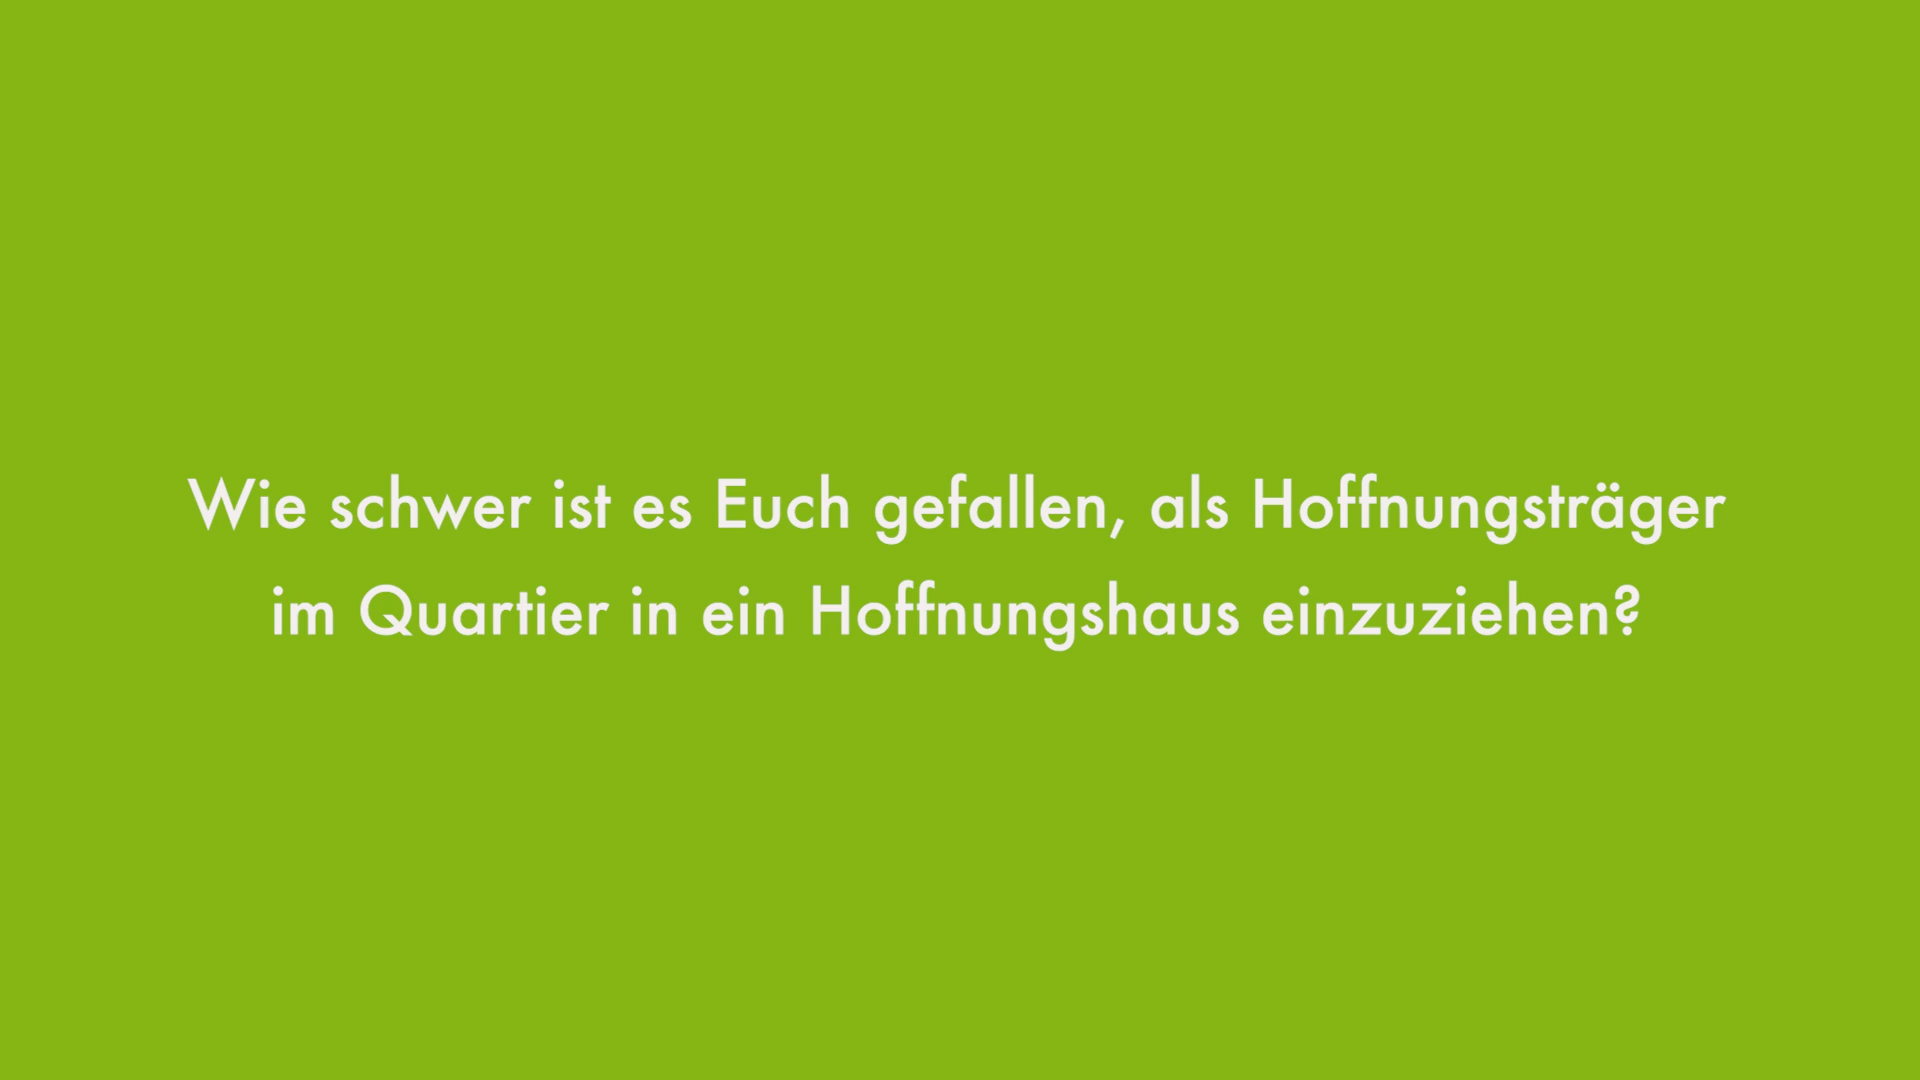 Wie schwer ist es Euch gefallen, als Hoffnungsträger
im Quartier in ein Hoffnungshaus einzuziehen?